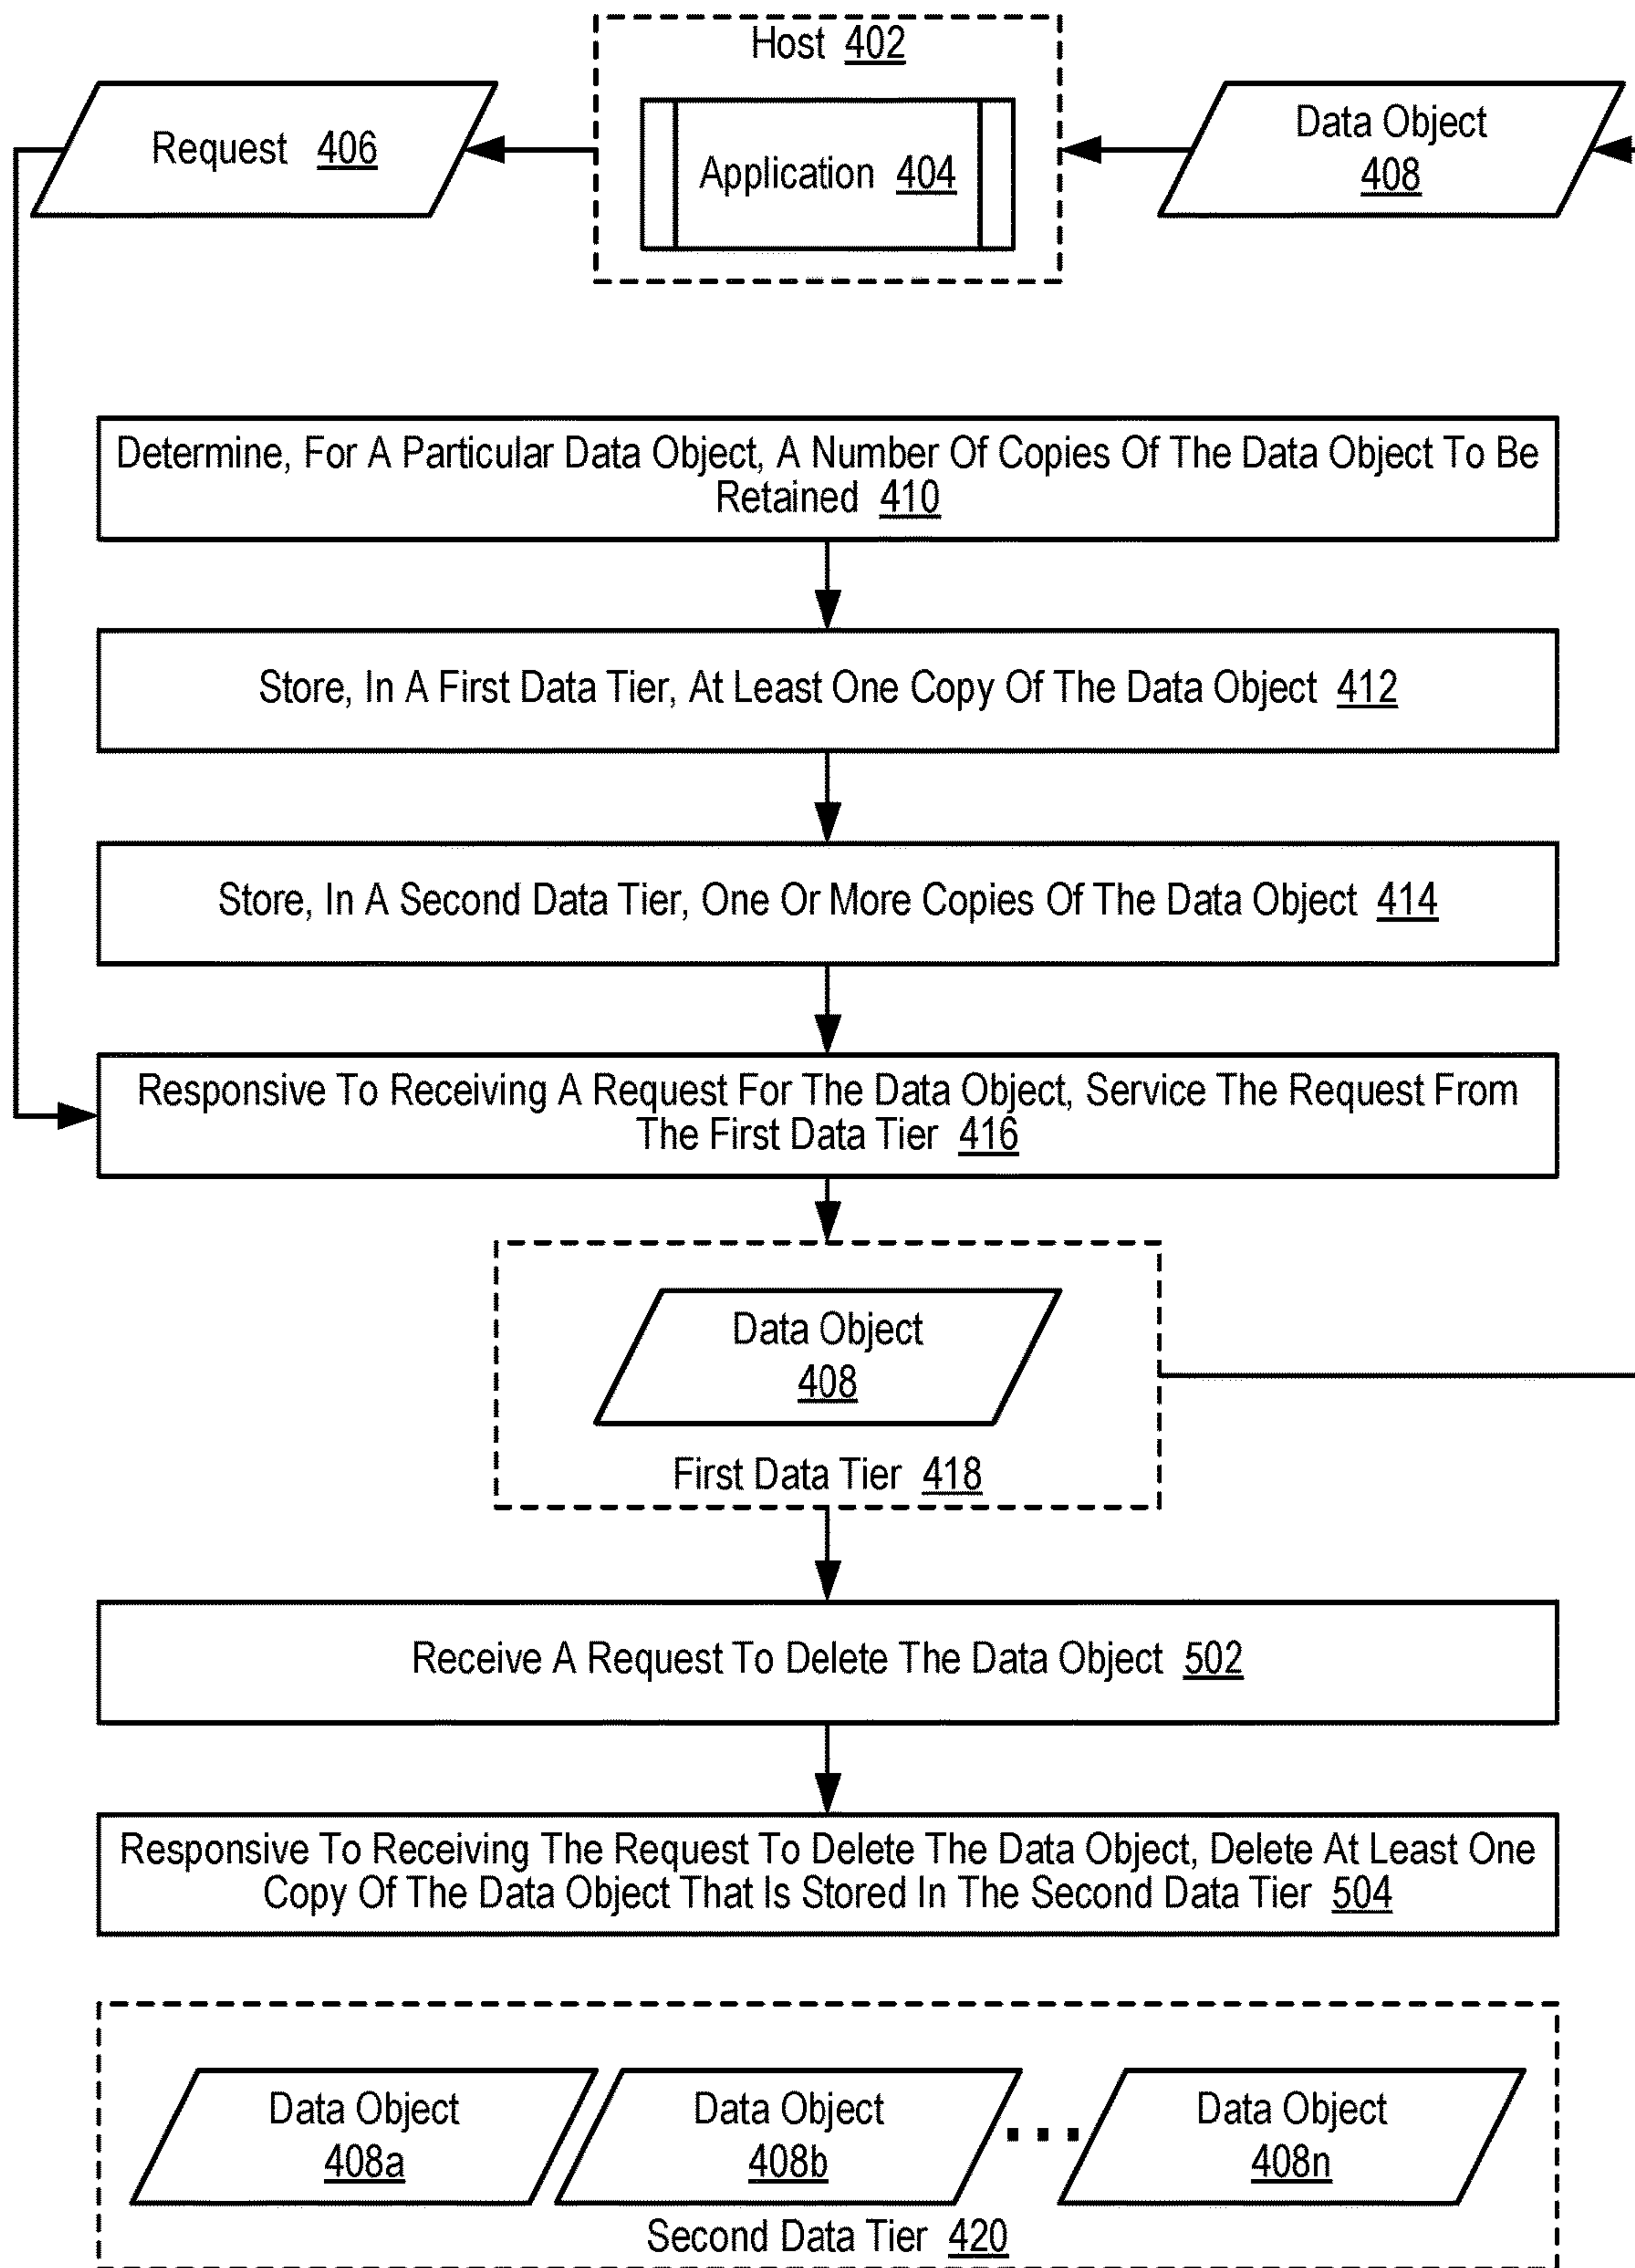 Host 402
Request 406
Application 404
Data Object
408
Determine, For A Particular Data Object, A Number Of Copies Of The Data Object To Be
Retained 410
Store, In A First Data Tier, At Least One Copy Of The Data Object 412
Store, In A Second Data Tier, One Or More Copies Of The Data Object 414
Responsive To Receiving A Request For The Data Object, Service The Request From
The First Data Tier 416
Data Object
408
First Data Tier 418
Receive A Request To Delete The Data Object 502
Responsive To Receiving The Request To Delete The Data Object, Delete At Least One
Copy Of The Data Object That Is Stored In The Second Data Tier 504
Data Object
408a
Data Object
408b
...
Data Object
408n
Second Data Tier 420